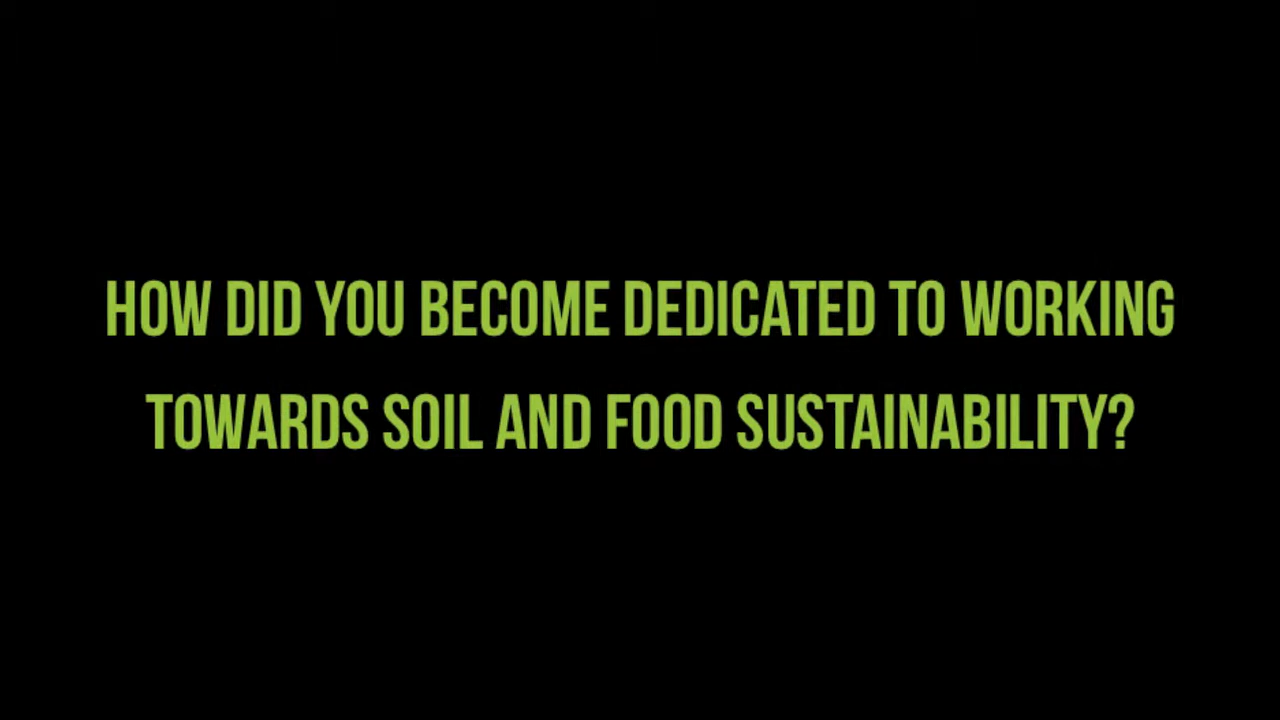 HOW DID YOU BECOME DEDICATED TO WORKING
TOWARDS SOIL AND FOOD SUSTAINABILITY?